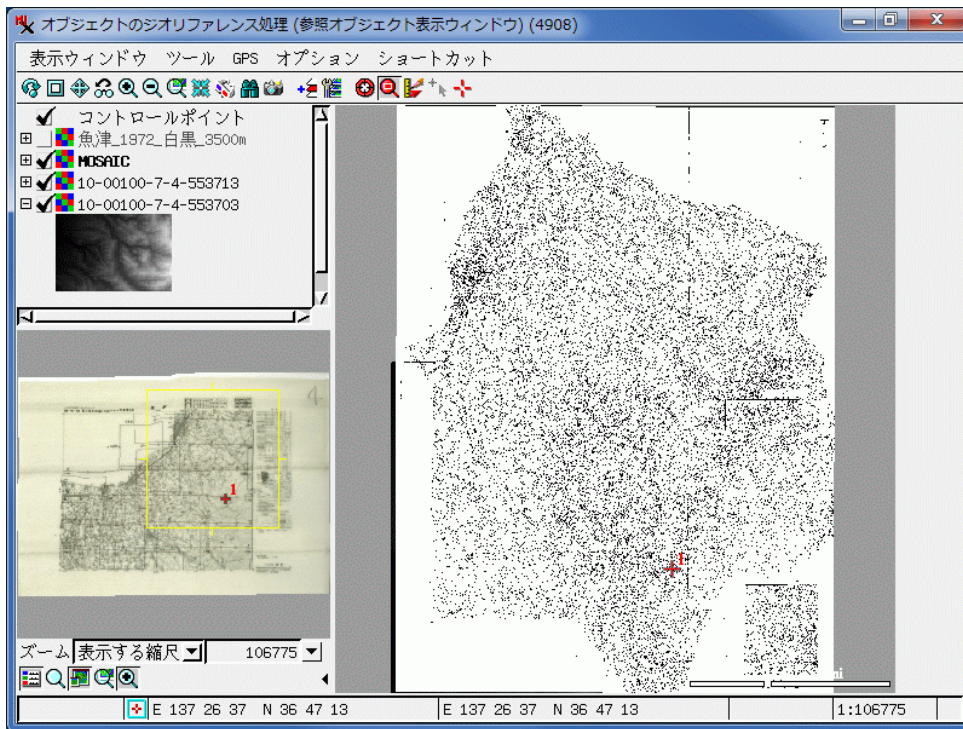 オブジェクトのジオリファレンス処理 (参照オブジェクト表示ウィンドウ) (4908)
表示ウィンドウ ツール GPS オプション ショートカット
コントロールポイント
魚津_1972_白黒_3500m
MOSAIC
10-00100-7-4-553713
10-00100-7-4-553703
1
1
ズーム 表示する縮尺 106775
E 137 26 37 N 36 47 13 E 137 26 37 N 36 47 13 1:106775